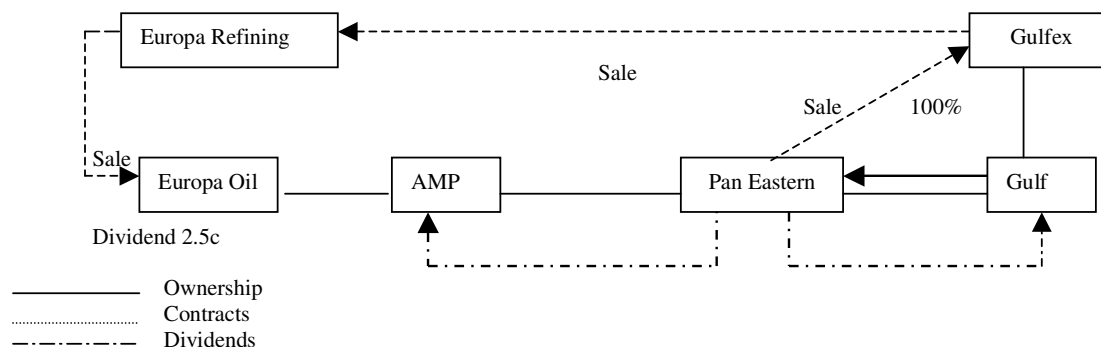 Europa Refining
Gulfex
Sale
Sale
100%
Sale
Europa Oil
AMP
Pan Eastern
Gulf
Dividend 2.5c
Ownership
Contracts
Dividends